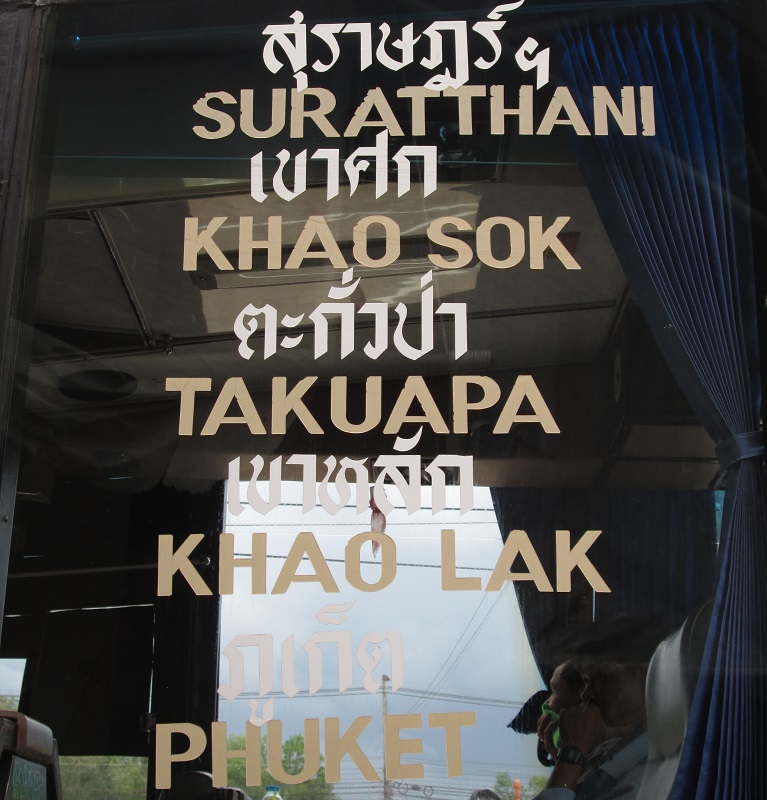 สุราษฎร์ฯ
SURATTHANI
เขาศก
KHAO SOK
ตะกั่วป่า
TAKUAPA
เขาหลัก
KHAO LAK
ภูเก็ต
PHUKET